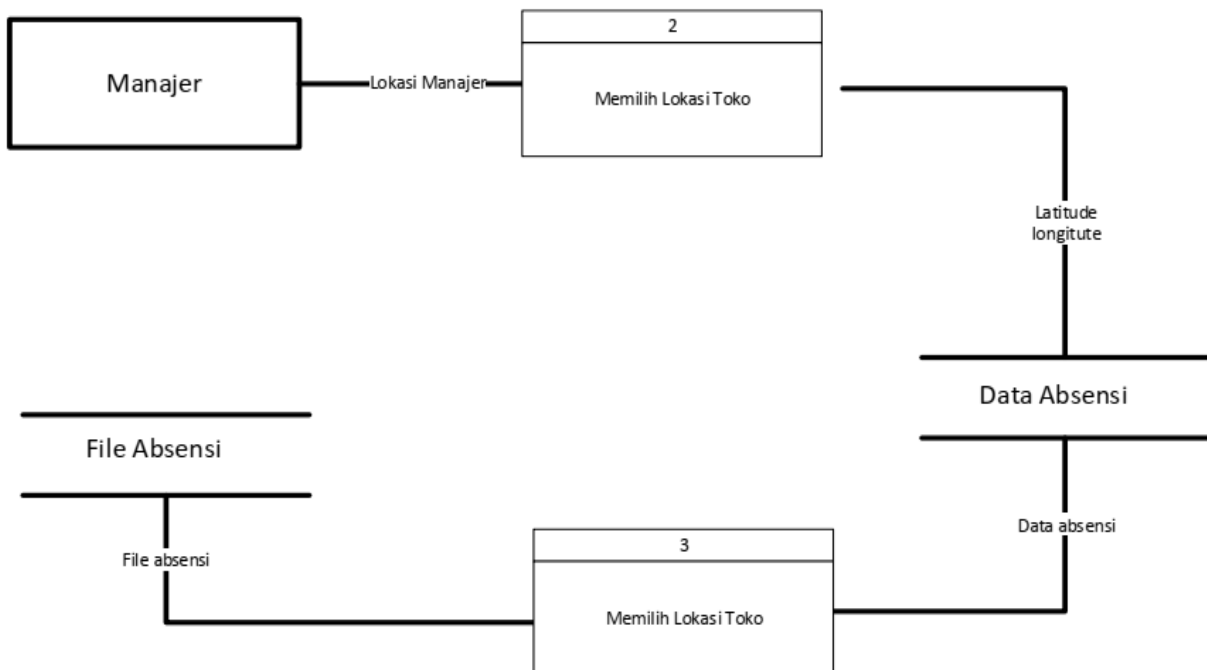 2
Manajer
Lokasi Manajer
Memilih Lokasi Toko
Latitude
longitute
Data Absensi
File Absensi
Data absensi
3
File absensi
Memilih Lokasi Toko